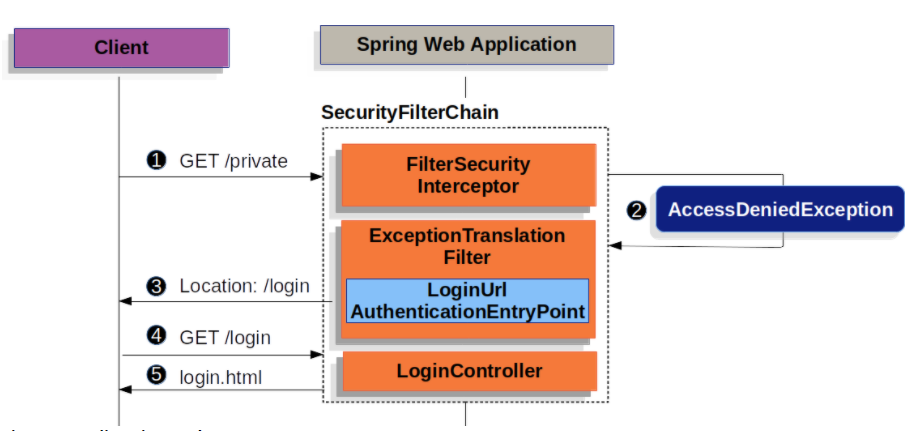 Client
Spring Web Application
SecurityFilterChain
❶ GET /private
FilterSecurity
Interceptor
❷ AccessDeniedException
ExceptionTranslation
Filter
❸ Location: /login
LoginUrl
AuthenticationEntryPoint
❹ GET /login
LoginController
❺ login.html